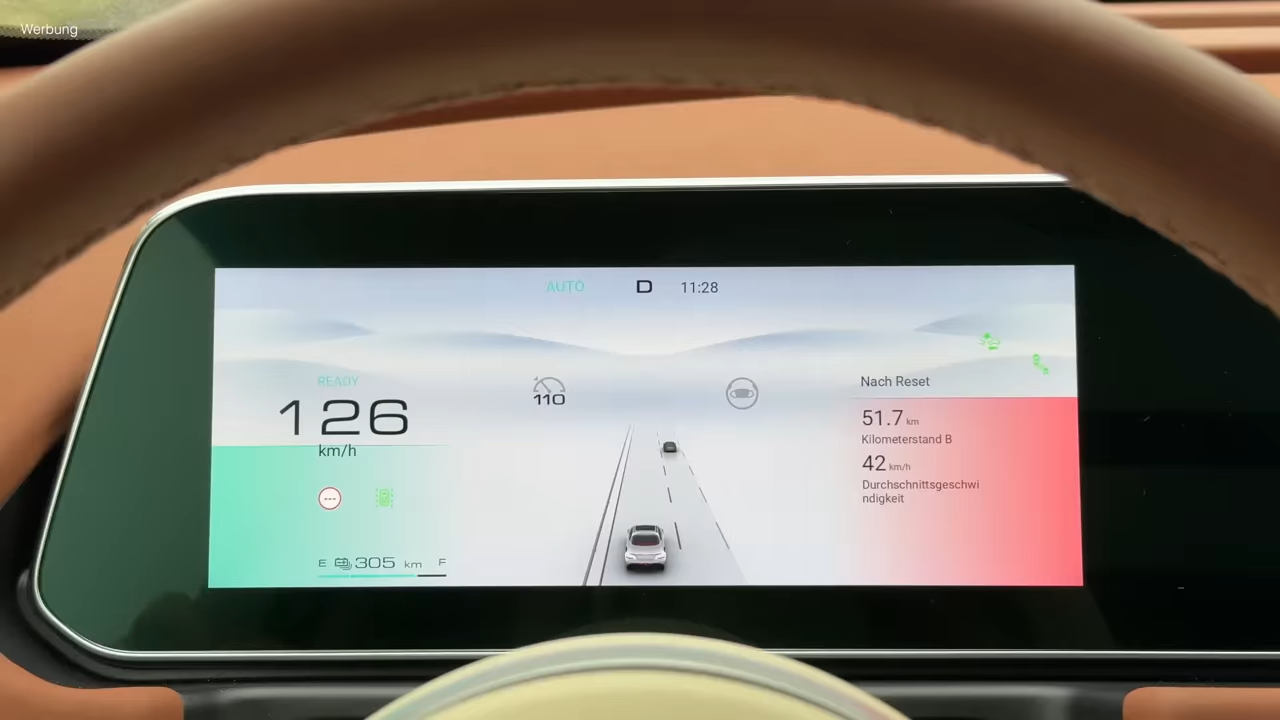 Werbung
AUTO D 11:28
READY
126
km/h
110
Nach Reset
51.7 km
Kilometerstand B
42 km/h
Durchschnittsgeschwi
ndigkeit
---
E 305 km F